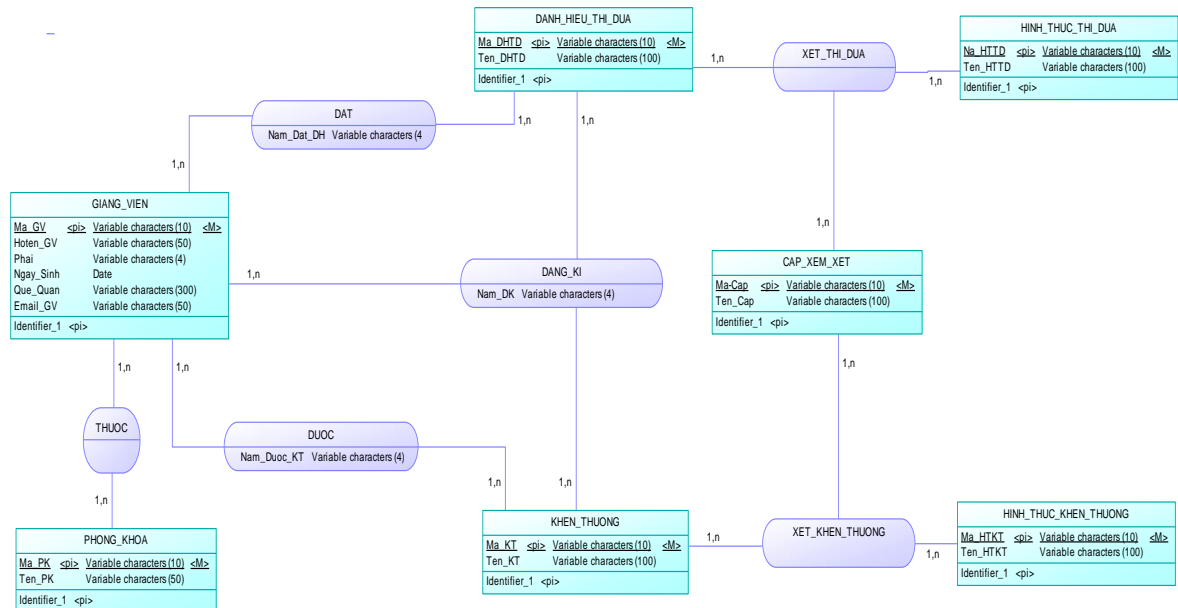 DANH_HIEU_THI_DUA
Ma_DHTD <pi> Variable characters (10) <M>
Ten_DHTD Variable characters (100)
Identifier_1 <pi>
HINH_THUC_THI_DUA
Na_HTTD <pi> Variable characters (10) <M>
Ten_HTTD Variable characters (100)
Identifier_1 <pi>
XET_THI_DUA
1,n
1,n
DAT
Nam_Dat_DH Variable characters (4
1,n
1,n
1,n
1,n
GIANG_VIEN
Ma_GV <pi> Variable characters (10) <M>
Hoten_GV Variable characters (50)
Phai Variable characters (4)
Ngay_Sinh Date
Que_Quan Variable characters (300)
Email_GV Variable characters (50)
Identifier_1 <pi>
1,n
DANG_KI
Nam_DK Variable characters (4)
CAP_XEM_XET
Ma-Cap <pi> Variable characters (10) <M>
Ten_Cap Variable characters (100)
Identifier_1 <pi>
1,n
1,n
1,n
THUOC
DUOC
Nam_Duoc_KT Variable characters (4)
1,n
1,n
1,n
PHONG_KHOA
Ma_PK <pi> Variable characters (10) <M>
Ten_PK Variable characters (50)
Identifier_1 <pi>
KHEN_THUONG
Ma_KT <pi> Variable characters (10) <M>
Ten_KT Variable characters (100)
Identifier_1 <pi>
1,n
XET_KHEN_THUONG
1,n
HINH_THUC_KHEN_THUONG
Ma_HTKT <pi> Variable characters (10) <M>
Ten_HTKT Variable characters (100)
Identifier_1 <pi>